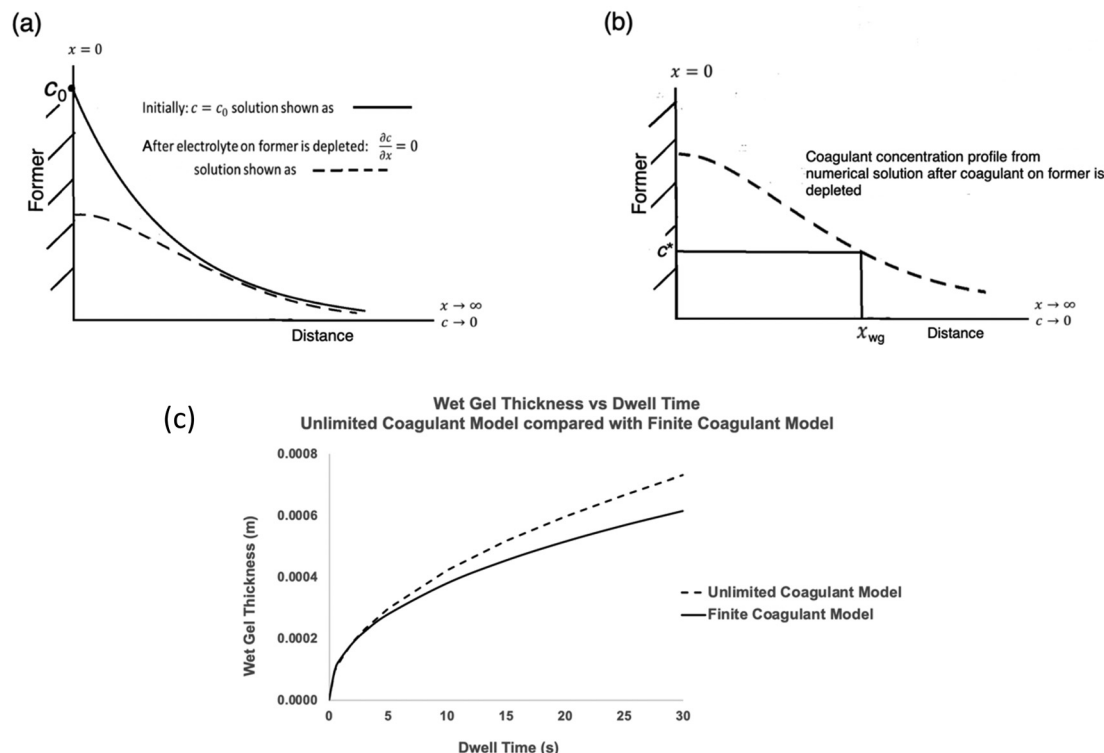 (a)
x = 0
c₀
Initially: c = c₀ solution shown as
After electrolyte on former is depleted: ∂c/∂x = 0
solution shown as
Former
x → ∞
c → 0
Distance
(b)
x = 0
Coagulant concentration profile from
numerical solution after coagulant on former is
depleted
Former
c*
x → ∞
c → 0
x_wg
Distance
(c)
Wet Gel Thickness vs Dwell Time
Unlimited Coagulant Model compared with Finite Coagulant Model
0.0008
0.0006
0.0004
0.0002
0.0000
Wet Gel Thickness (m)
Unlimited Coagulant Model
Finite Coagulant Model
0 5 10 15 20 25 30
Dwell Time (s)